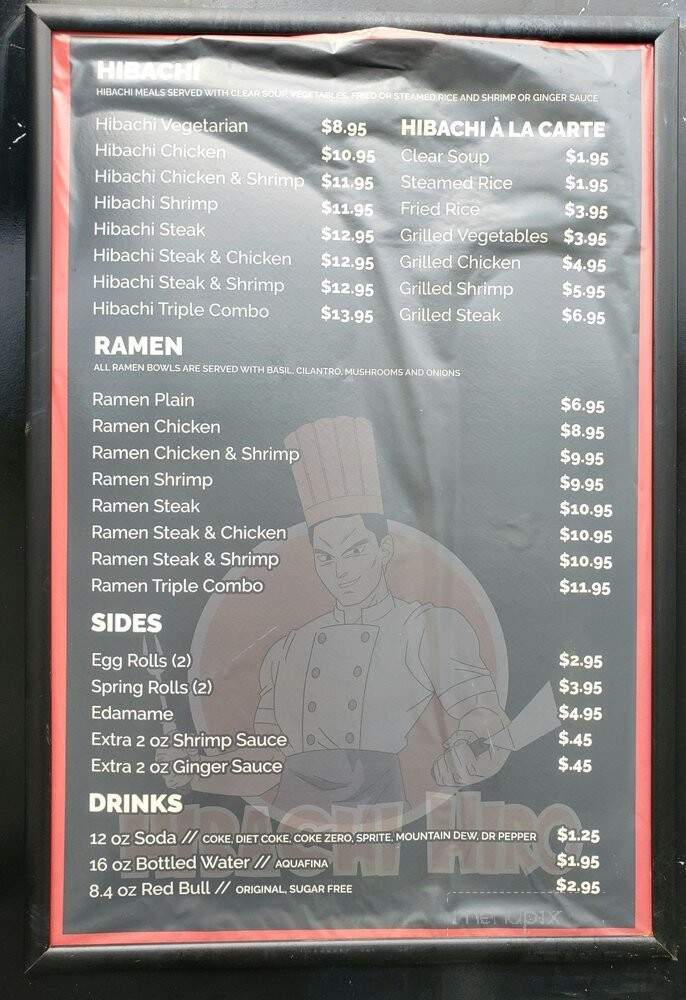 HIBACHI
HIBACHI MEALS SERVED WITH CLEAR SOUP, VEGETABLES, FRIED OR STEAMED RICE AND SHRIMP OR GINGER SAUCE
Hibachi Vegetarian $8.95
Hibachi Chicken $10.95
Hibachi Chicken & Shrimp $11.95
Hibachi Shrimp $11.95
Hibachi Steak $12.95
Hibachi Steak & Chicken $12.95
Hibachi Steak & Shrimp $12.95
Hibachi Triple Combo $13.95
HIBACHI À LA CARTE
Clear Soup $1.95
Steamed Rice $1.95
Fried Rice $3.95
Grilled Vegetables $3.95
Grilled Chicken $4.95
Grilled Shrimp $5.95
Grilled Steak $6.95
RAMEN
ALL RAMEN BOWLS ARE SERVED WITH BASIL, CILANTRO, MUSHROOMS AND ONIONS
Ramen Plain $6.95
Ramen Chicken $8.95
Ramen Chicken & Shrimp $9.95
Ramen Shrimp $9.95
Ramen Steak $10.95
Ramen Steak & Chicken $10.95
Ramen Steak & Shrimp $10.95
Ramen Triple Combo $11.95
SIDES
Egg Rolls (2) $2.95
Spring Rolls (2) $3.95
Edamame $4.95
Extra 2 oz Shrimp Sauce $.45
Extra 2 oz Ginger Sauce $.45
DRINKS
12 oz Soda // COKE, DIET COKE, COKE ZERO, SPRITE, MOUNTAIN DEW, DR PEPPER $1.25
16 oz Bottled Water // AQUAFINA $1.95
8.4 oz Red Bull // ORIGINAL, SUGAR FREE $2.95
HIBACHI HIRO
menupix